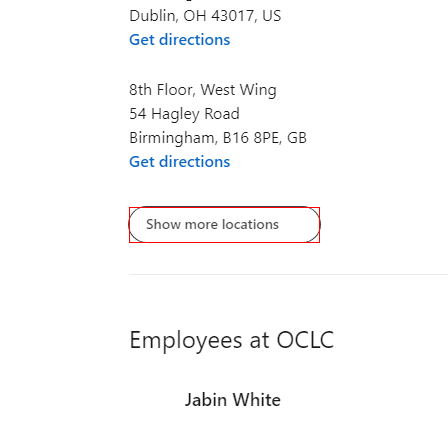 Dublin, OH 43017, US
Get directions
8th Floor, West Wing
54 Hagley Road
Birmingham, B16 8PE, GB
Get directions
Show more locations
Employees at OCLC
Jabin White